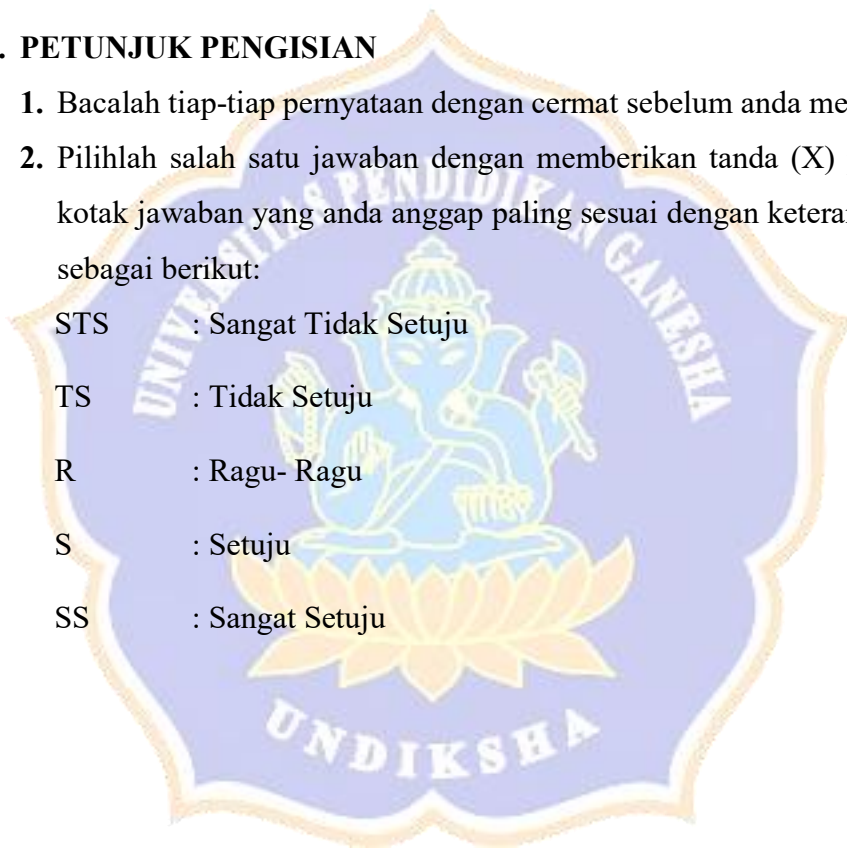 . PETUNJUK PENGISIAN
1. Bacalah tiap-tiap pernyataan dengan cermat sebelum anda me
2. Pilihlah salah satu jawaban dengan memberikan tanda (X)
kotak jawaban yang anda anggap paling sesuai dengan
sebagai berikut:
STS : Sangat Tidak Setuju
TS : Tidak Setuju
R : Ragu- Ragu
S : Setuju
SS : Sangat Setuju
UNIVERSITAS PENDIDIKAN GANESHA
UNDIKSHA